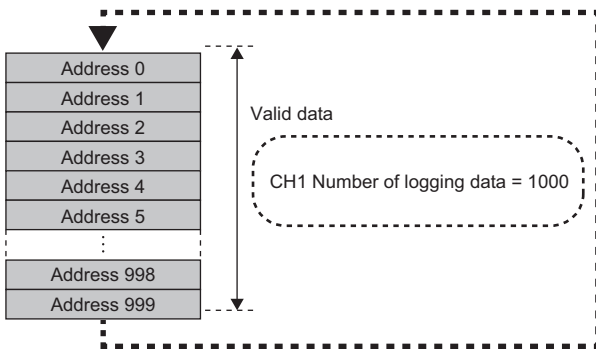 Address 0
Address 1
Address 2
Address 3
Address 4
Address 5
⋮
Address 998
Address 999
Valid data
CH1 Number of logging data = 1000